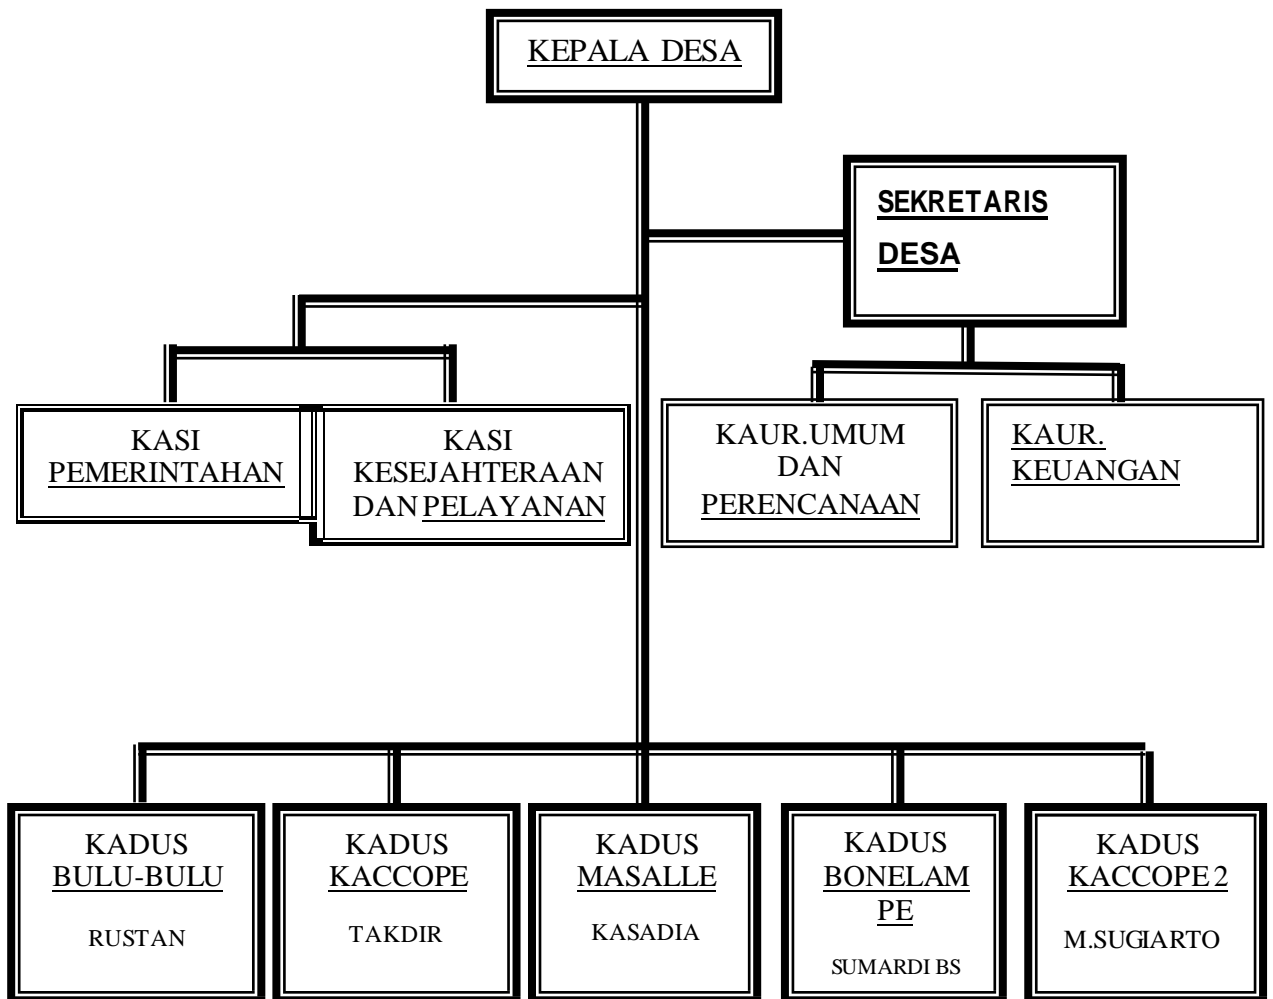 KEPALA DESA
SEKRETARIS
DESA
KASI
PEMERINTAHAN
KASI
KESEJAHTERAAN
DAN PELAYANAN
KAUR.UMUM
DAN
PERENCANAAN
KAUR.
KEUANGAN
KADUS
BULU-BULU
RUSTAN
KADUS
KACCOPE
TAKDIR
KADUS
MASALLE
KASADIA
KADUS
BONELAM
PE
SUMARDI BS
KADUS
KACCOPE 2
M.SUGIARTO